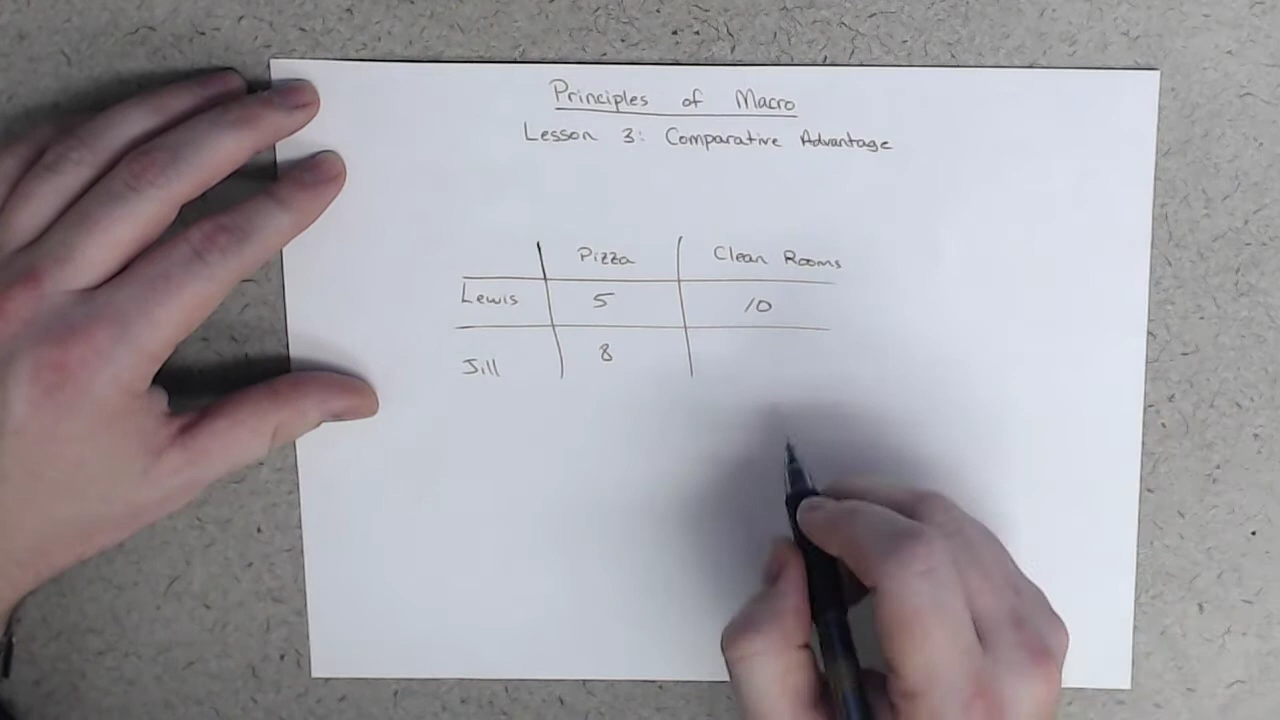 Principles of Macro
Lesson 3: Comparative Advantage
Pizza Clean Rooms
Lewis 5 10
Jill 8